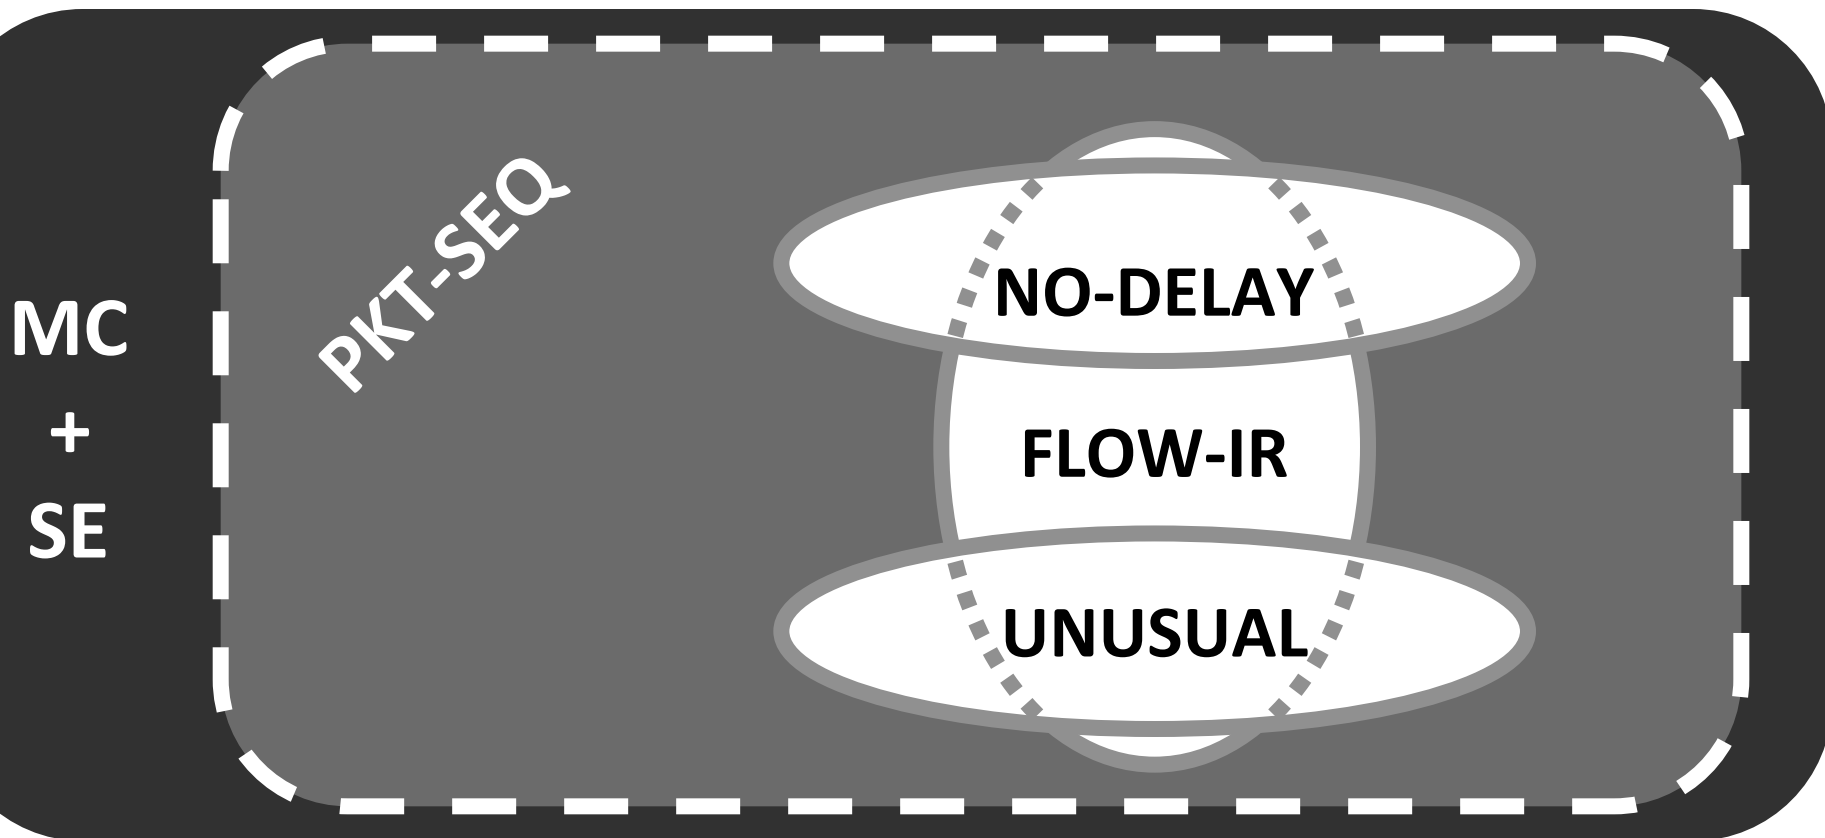 MC
+
SE
PKT-SEQ
NO-DELAY
FLOW-IR
UNUSUAL